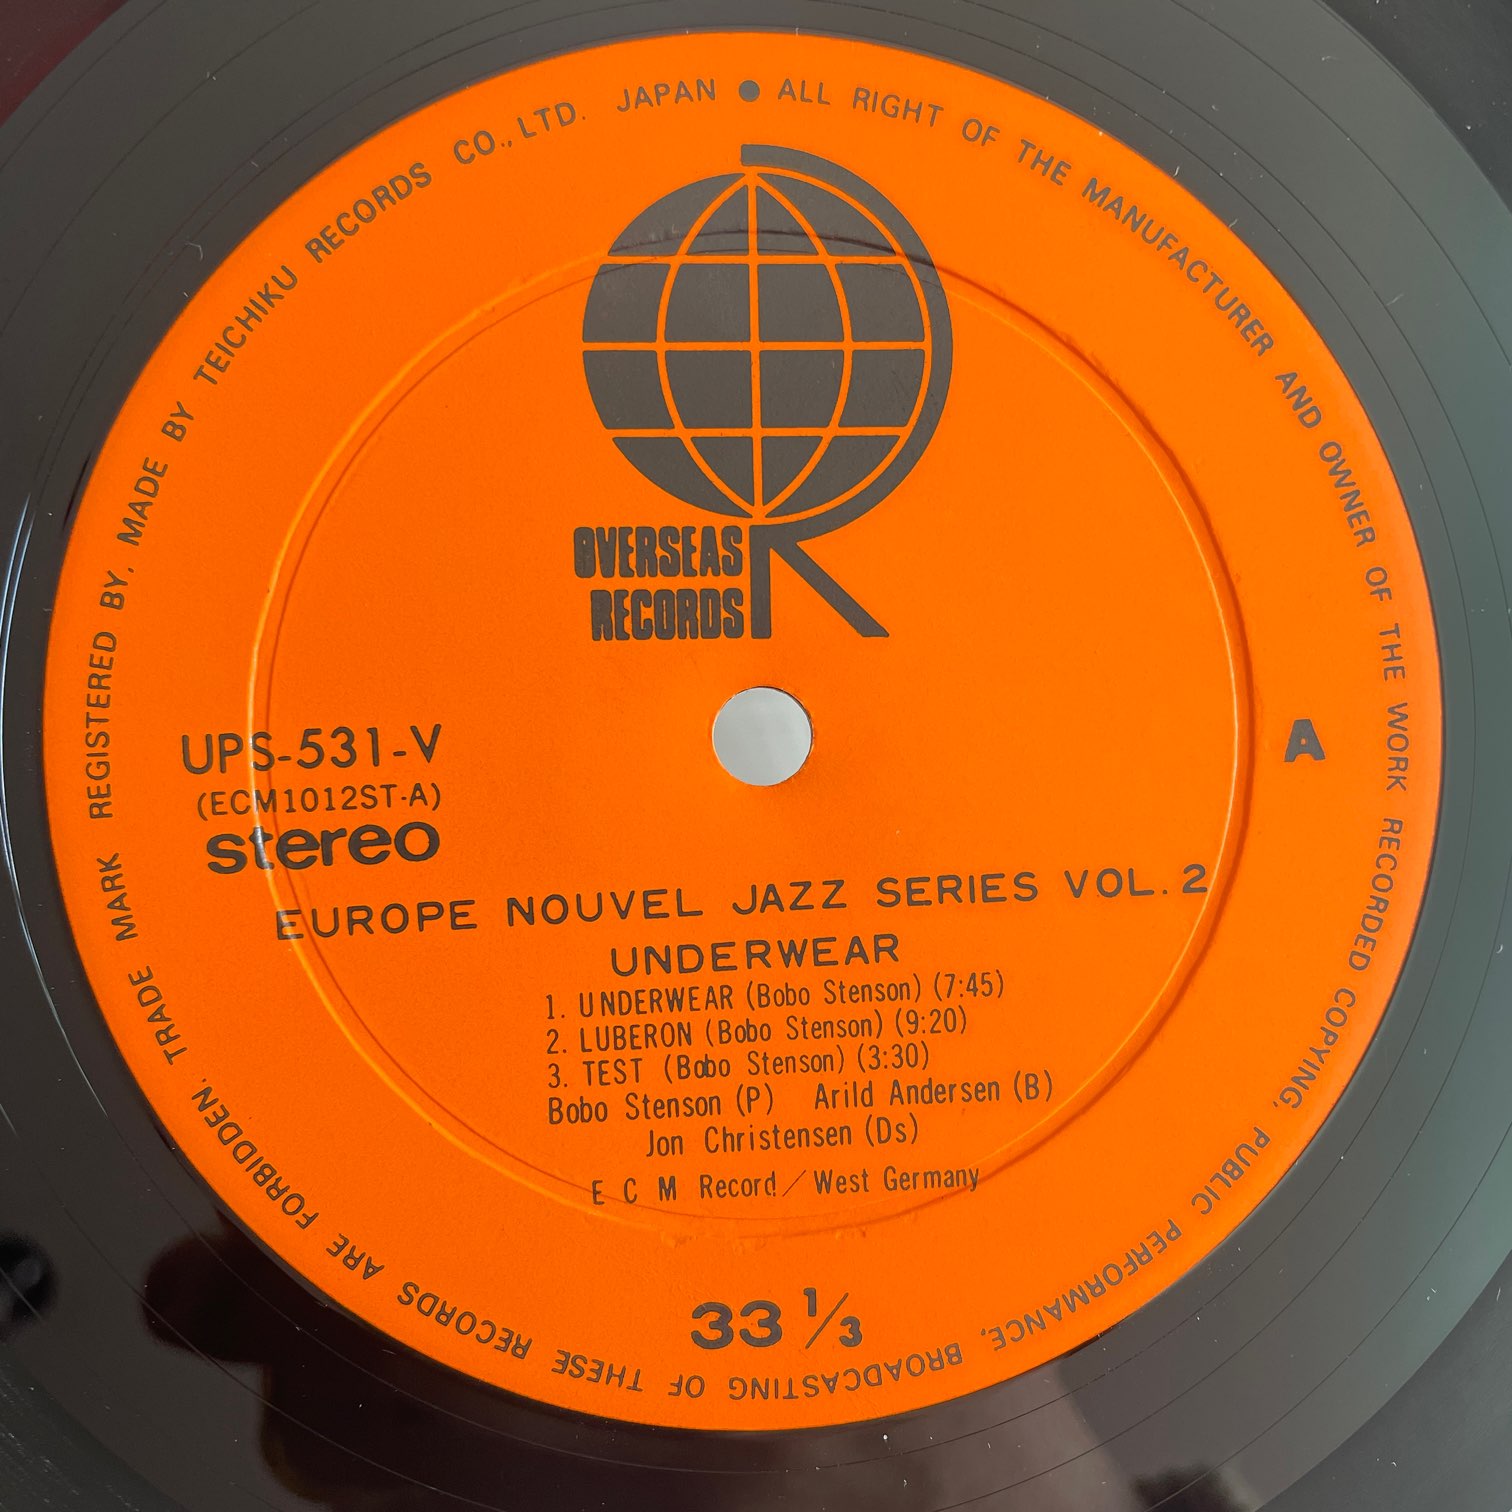 ALL RIGHT OF THE MANUFACTURER AND OWNER OF THE WORK RECORDED COPYING, PUBLIC PERFORMANCE, BROADCASTING OF THESE RECORDS ARE FORBIDDEN, TRADE MARK REGISTERED BY, MADE BY TEICHIKU RECORDS CO., LTD. JAPAN ●
R
OVERSEAS
RECORDS
UPS-531-V
A
(ECM1012ST-A)
stereo
EUROPE NOUVEL JAZZ SERIES VOL. 2
UNDERWEAR
1. UNDERWEAR (Bobo Stenson) (7:45)
2. LUBERON (Bobo Stenson) (9:20)
3. TEST (Bobo Stenson) (3:30)
Bobo Stenson (P) Arild Andersen (B)
Jon Christensen (Ds)
E C M Record／West Germany
33 1/3